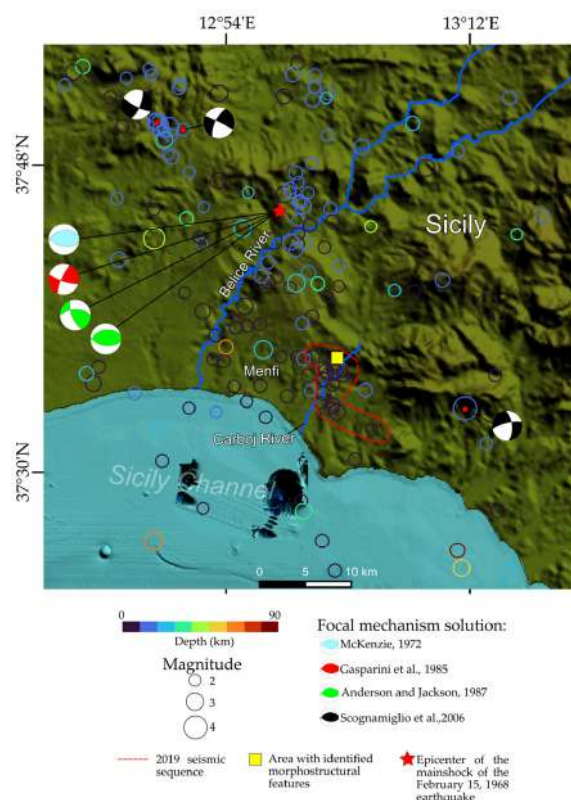 12°54'E 13°12'E
37°48'N
Sicily
Belice River
Menfi
Carboj River
37°30'N
Sicily Channel
0 5 10 km
0 90
Depth (km)
Magnitude
2
3
4
Focal mechanism solution:
McKenzie, 1972
Gasparini et al., 1985
Anderson and Jackson, 1987
Scognamiglio et al.,2006
2019 seismic
sequence
Area with identified
morphostructural
features
Epicenter of the
mainshock of the
February 15, 1968
earthquake